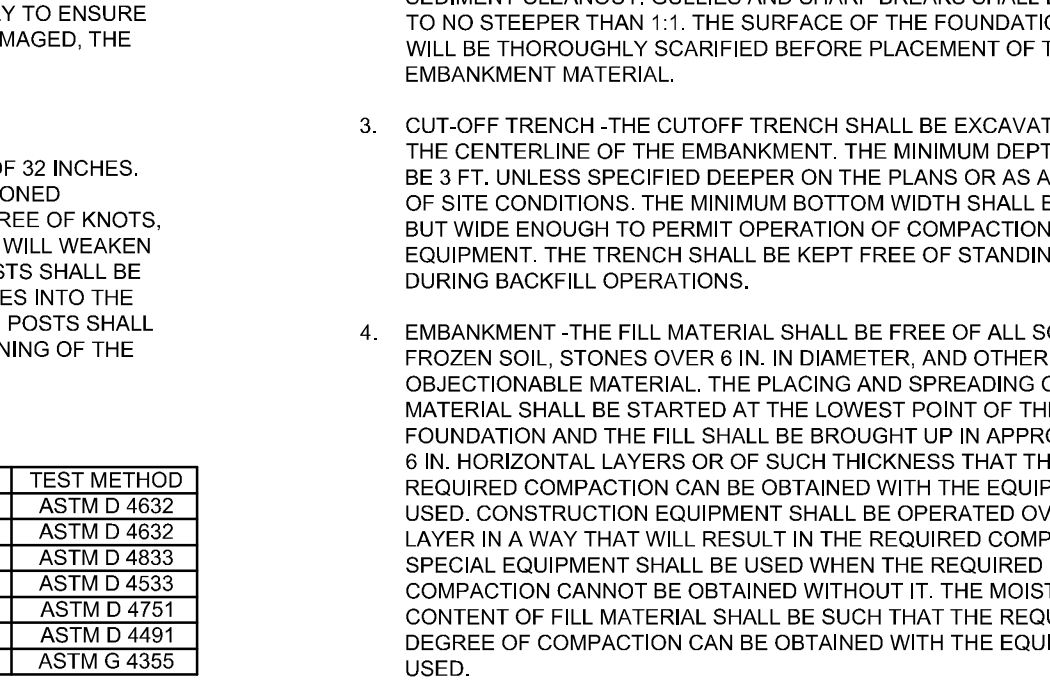 Y TO ENSURE
MAGED, THE
OF 32 INCHES.
ONED
REE OF KNOTS,
WILL WEAKEN
STS SHALL BE
ES INTO THE
POSTS SHALL
NING OF THE
TEST METHOD
ASTM D 4632
ASTM D 4632
ASTM D 4833
ASTM D 4533
ASTM D 4751
ASTM D 4491
ASTM G 4355
TO NO STEEPER THAN 1:1. THE SURFACE OF THE FOUNDATIO
WILL BE THOROUGHLY SCARIFIED BEFORE PLACEMENT OF T
EMBANKMENT MATERIAL.
3. CUT-OFF TRENCH -THE CUTOFF TRENCH SHALL BE EXCAVAT
THE CENTERLINE OF THE EMBANKMENT. THE MINIMUM DEPT
BE 3 FT. UNLESS SPECIFIED DEEPER ON THE PLANS OR AS A
OF SITE CONDITIONS. THE MINIMUM BOTTOM WIDTH SHALL B
BUT WIDE ENOUGH TO PERMIT OPERATION OF COMPACTION
EQUIPMENT. THE TRENCH SHALL BE KEPT FREE OF STANDIN
DURING BACKFILL OPERATIONS.
4. EMBANKMENT -THE FILL MATERIAL SHALL BE FREE OF ALL SO
FROZEN SOIL, STONES OVER 6 IN. IN DIAMETER, AND OTHER
OBJECTIONABLE MATERIAL. THE PLACING AND SPREADING O
MATERIAL SHALL BE STARTED AT THE LOWEST POINT OF TH
FOUNDATION AND THE FILL SHALL BE BROUGHT UP IN APPRO
6 IN. HORIZONTAL LAYERS OR OF SUCH THICKNESS THAT TH
REQUIRED COMPACTION CAN BE OBTAINED WITH THE EQUIP
USED. CONSTRUCTION EQUIPMENT SHALL BE OPERATED OV
LAYER IN A WAY THAT WILL RESULT IN THE REQUIRED COMP
SPECIAL EQUIPMENT SHALL BE USED WHEN THE REQUIRED
COMPACTION CANNOT BE OBTAINED WITHOUT IT. THE MOIST
CONTENT OF FILL MATERIAL SHALL BE SUCH THAT THE REQU
DEGREE OF COMPACTION CAN BE OBTAINED WITH THE EQUI
USED.